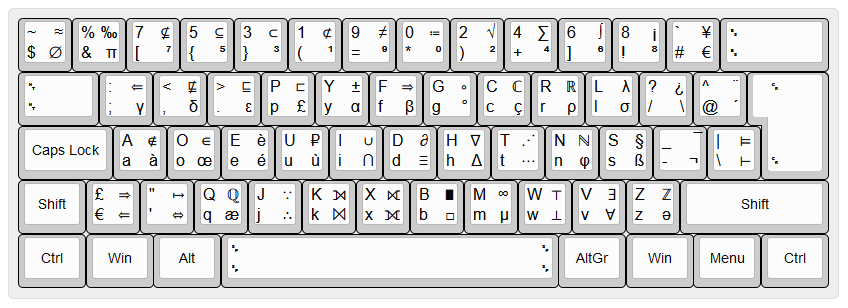 ~ ≈ % ‰ 7 ⊈ 5 ⊆ 3 ⊂ 1 ⊄ 9 ≠ 0 ≔ 2 √ 4 ∑ 6 ∫ 8 ¡ ` ¥
$ ∅ & π [ ⁷ { ⁵ } ³ ( ¹ = ⁹ * ⁰ ) ² + ⁴ ] ⁶ ! ⁸ # €
: ⇐ < ⋢ > ⊑ P ⊏ Y ± F ⇒ G ∘ C ℂ R ℝ L λ ? ¿ ^ ¨
; γ , δ . ε p £ y α f β g ° c ç r ρ l σ / \ @ ´
Caps Lock A ∉ O ∈ E è U ₽ I ∪ D ∂ H ∇ T ⋰ N ℕ S § _ ¯ | ⊨
a à o œ e é u ù i ∩ d Ξ h Δ t ⋯ n φ s ß - ¬ \ ⊢
Shift £ ⇒ " ↦ Q ℚ J ∵ K ⋊ X ⋉ B ■ M ∞ W ⊤ V ∃ Z ℤ Shift
€ ⇐ ' ⇔ q æ j ∴ k ⋈ x ⋊ b □ m μ w ⊥ v ∀ z ə
Ctrl Win Alt AltGr Win Menu Ctrl